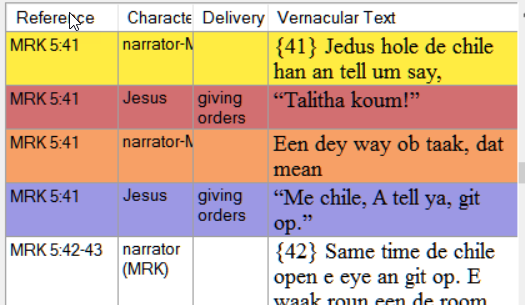 Reference Characte Delivery Vernacular Text
MRK 5:41 narrator-M {41} Jedus hole de chile
han an tell um say,
MRK 5:41 Jesus giving “Talitha koum!”
orders
MRK 5:41 narrator-M Een dey way ob taak, dat
mean
MRK 5:41 Jesus giving “Me chile, A tell ya, git
orders op.”
MRK 5:42-43 narrator {42} Same time de chile
(MRK) open e eye an git op. E
waak roun een de room